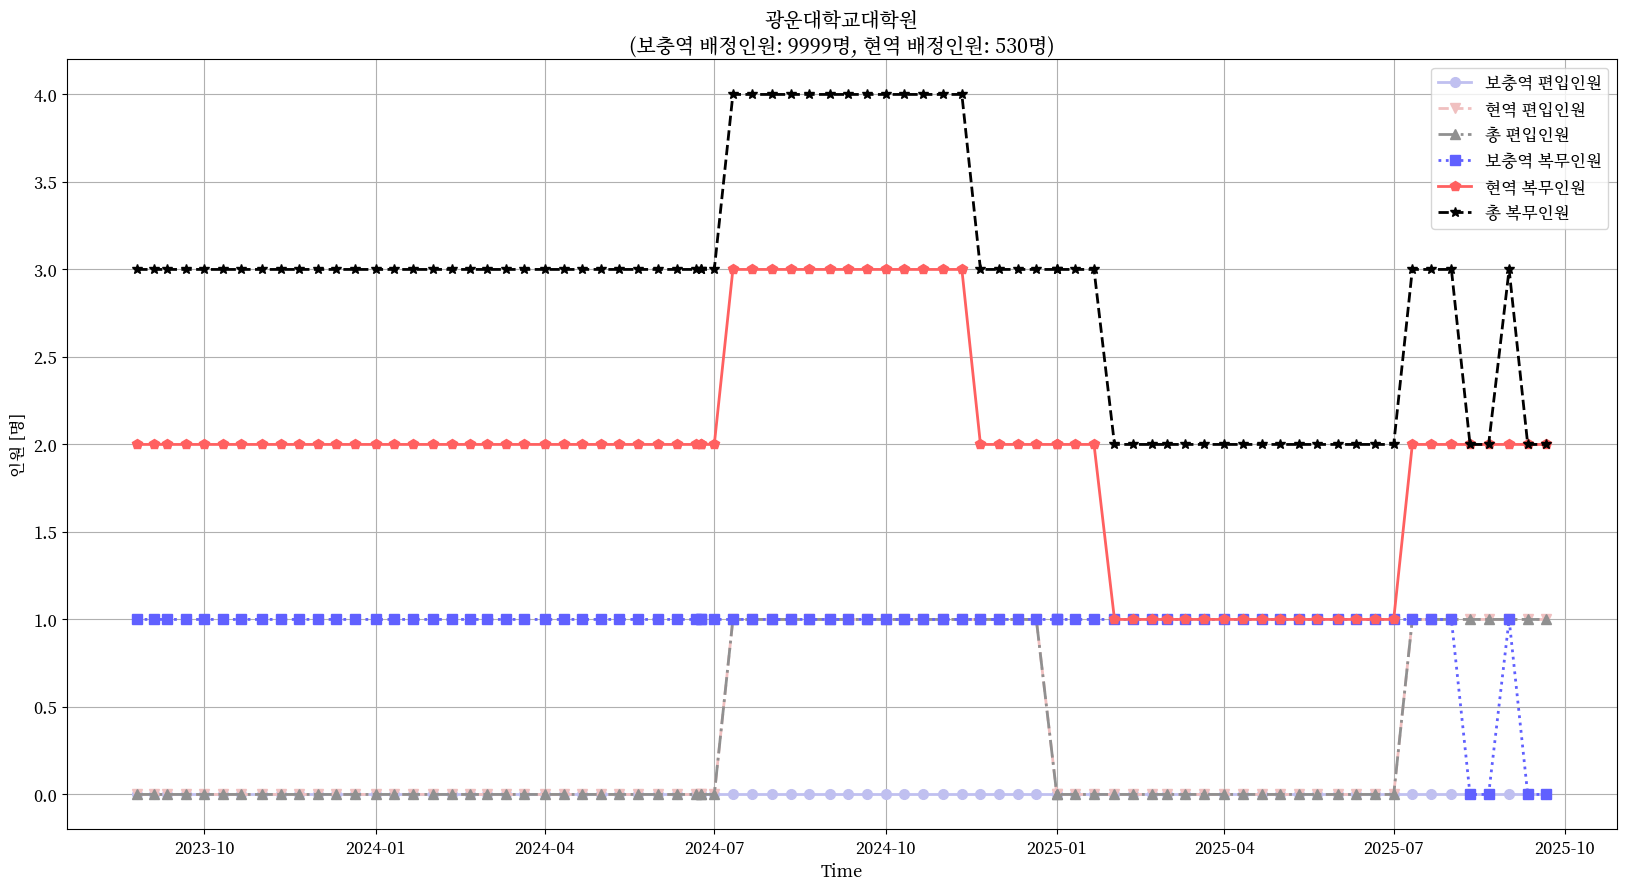 광운대학교대학원
(보충역 배정인원: 9999명, 현역 배정인원: 530명)
보충역 편입인원
현역 편입인원
총 편입인원
보충역 복무인원
현역 복무인원
총 복무인원
인원 [명]
4.0
3.5
3.0
2.5
2.0
1.5
1.0
0.5
0.0
2023-10 2024-01 2024-04 2024-07 2024-10 2025-01 2025-04 2025-07 2025-10
Time